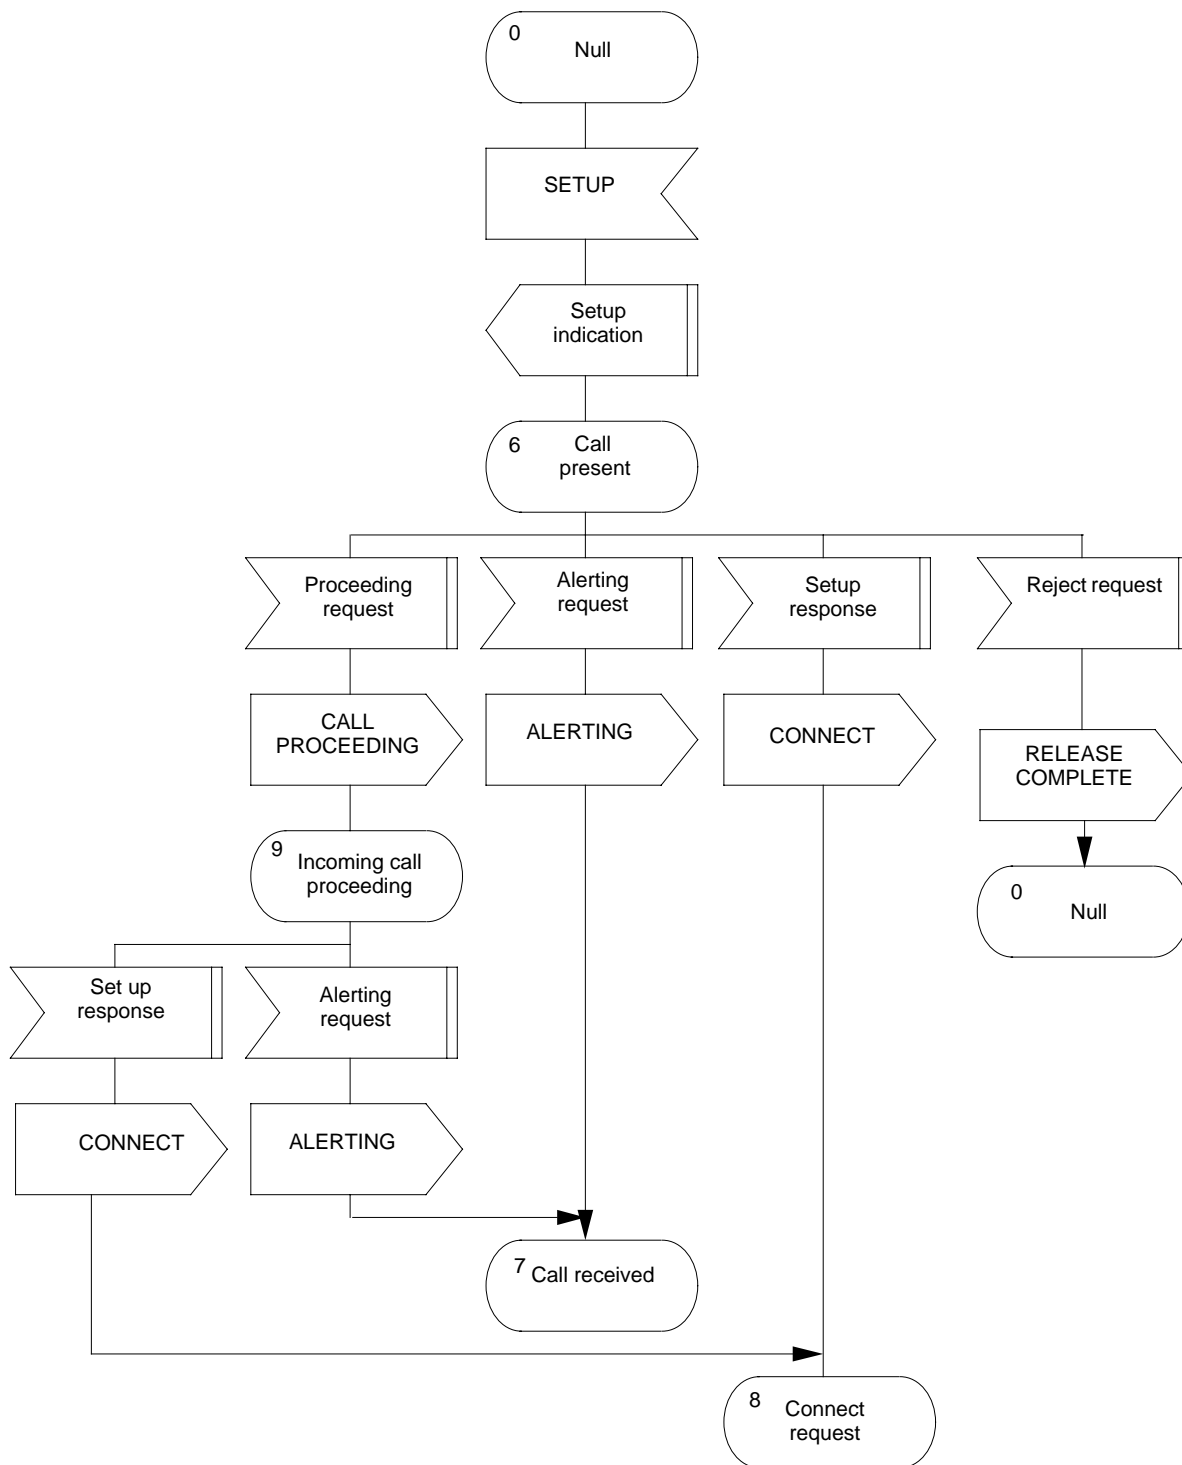 0
Null
SETUP
Setup
indication
6
Call
present
Proceeding
request
Alerting
request
Setup
response
Reject request
CALL
PROCEEDING
ALERTING
CONNECT
RELEASE
COMPLETE
9
Incoming call
proceeding
0
Null
Set up
response
Alerting
request
CONNECT
ALERTING
7
Call received
8
Connect
request